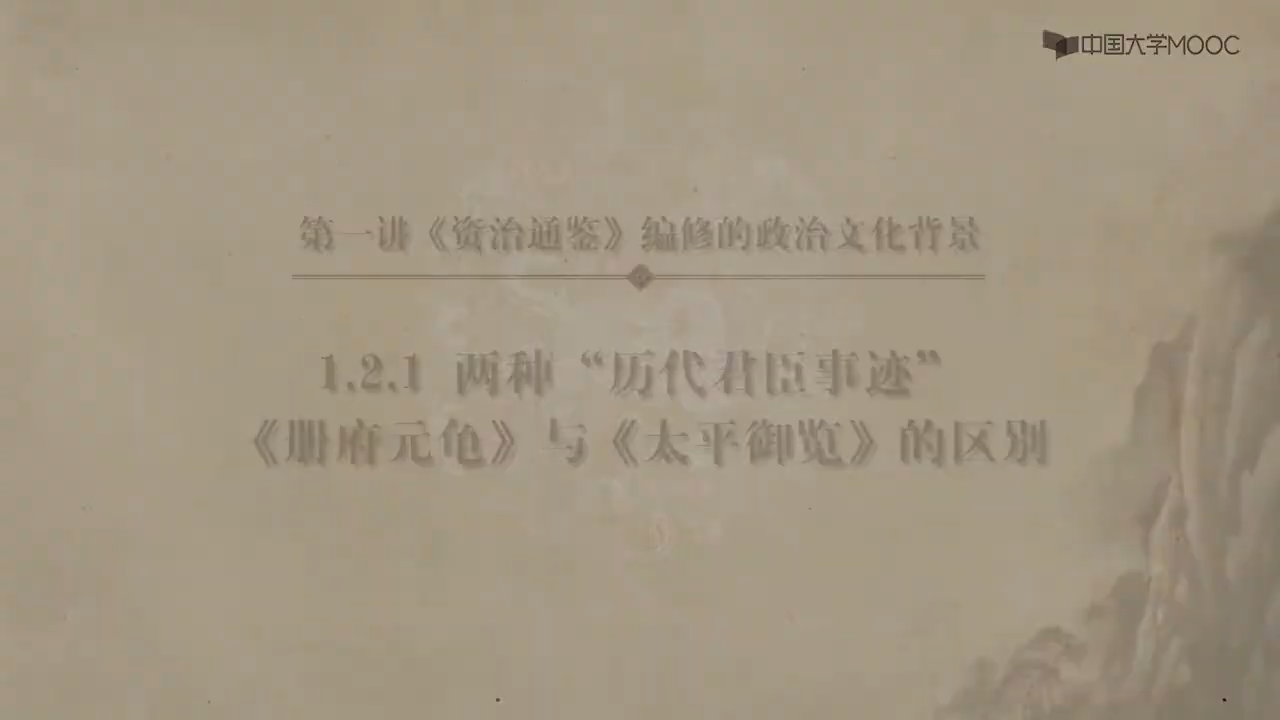 中国大学MOOC
第一讲《资治通鉴》编修的政治文化背景
1.2.1 两种“历代君臣事迹”
《册府元龟》与《太平御览》的区别